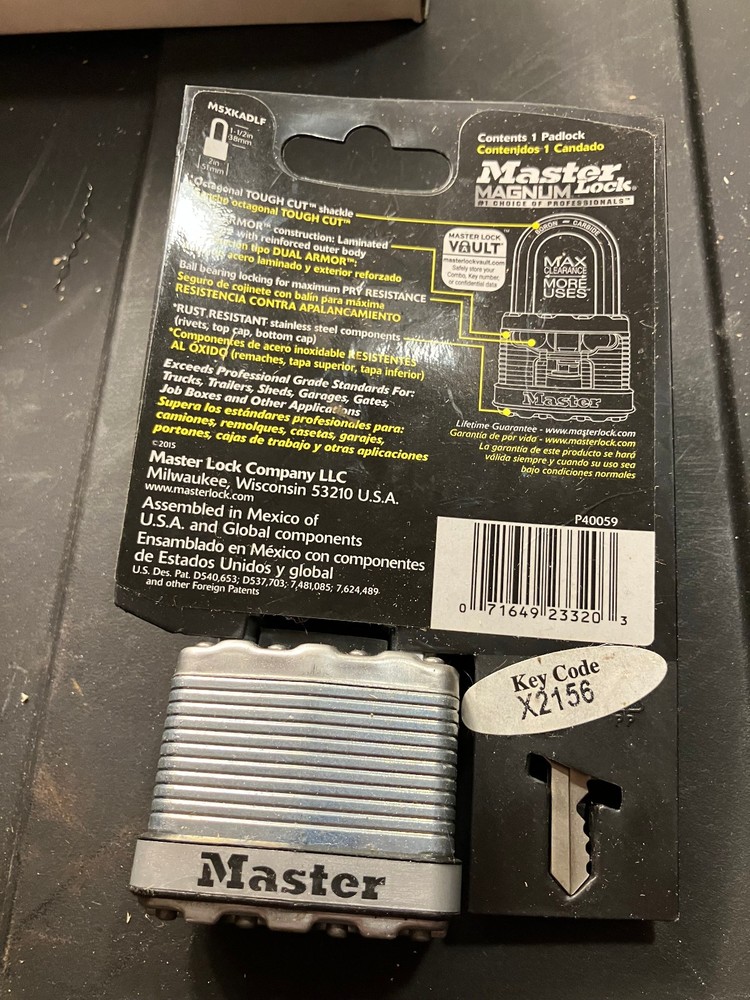 M5XKADLF
1-1/2in
38mm
2in
51mm
Contents 1 Padlock
Contenidos 1 Candado
Master Lock®
MAGNUM
#1 CHOICE OF PROFESSIONALS™
*Octagonal TOUGH CUT™ shackle
octagonal TOUGH CUT™
ARMOR™ construction: Laminated
with reinforced outer body
tipo DUAL ARMOR™:
acero laminado y exterior reforzado
Ball bearing locking for maximum PRY RESISTANCE
Seguro de cojinete con balín para máxima
RESISTENCIA CONTRA APALANCAMIENTO
*RUST RESISTANT stainless steel components
(rivets, top cap, bottom cap)
*Componentes de acero inoxidable RESISTENTES
AL ÓXIDO (remaches, tapa superior, tapa inferior)
Exceeds Professional Grade Standards For:
Trucks, Trailers, Sheds, Garages, Gates,
Job Boxes and Other Applications
Supera los estándares profesionales para:
camiones, remolques, casetas, garajes,
portones, cajas de trabajo y otras aplicaciones
MASTER LOCK™
VAULT
masterlockvault.com
Safely store your
Combo, Key number,
or confidential data
BORON – CARBIDE
MAX
CLEARANCE
MORE
USES
Master
Lifetime Guarantee - www.masterlock.com
Garantía de por vida - www.masterlock.com
La garantía de este producto se hará
válida siempre y cuando su uso sea
bajo condiciones normales
©2015
Master Lock Company LLC
Milwaukee, Wisconsin 53210 U.S.A.
www.masterlock.com
Assembled in Mexico of
U.S.A. and Global components
Ensamblado en México con componentes
de Estados Unidos y global
U.S. Des. Pat. D540,653; D537,703; 7,481,085; 7,624,489
and other Foreign Patents
P40059
0 71649 23320 3
Key Code
X2156
PP
Master